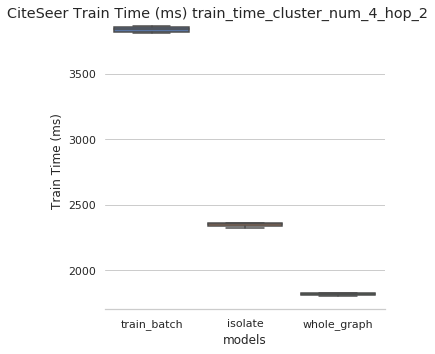 CiteSeer Train Time (ms) train_time_cluster_num_4_hop_2
3500
3000
2500
2000
Train Time (ms)
train_batch isolate whole_graph
models